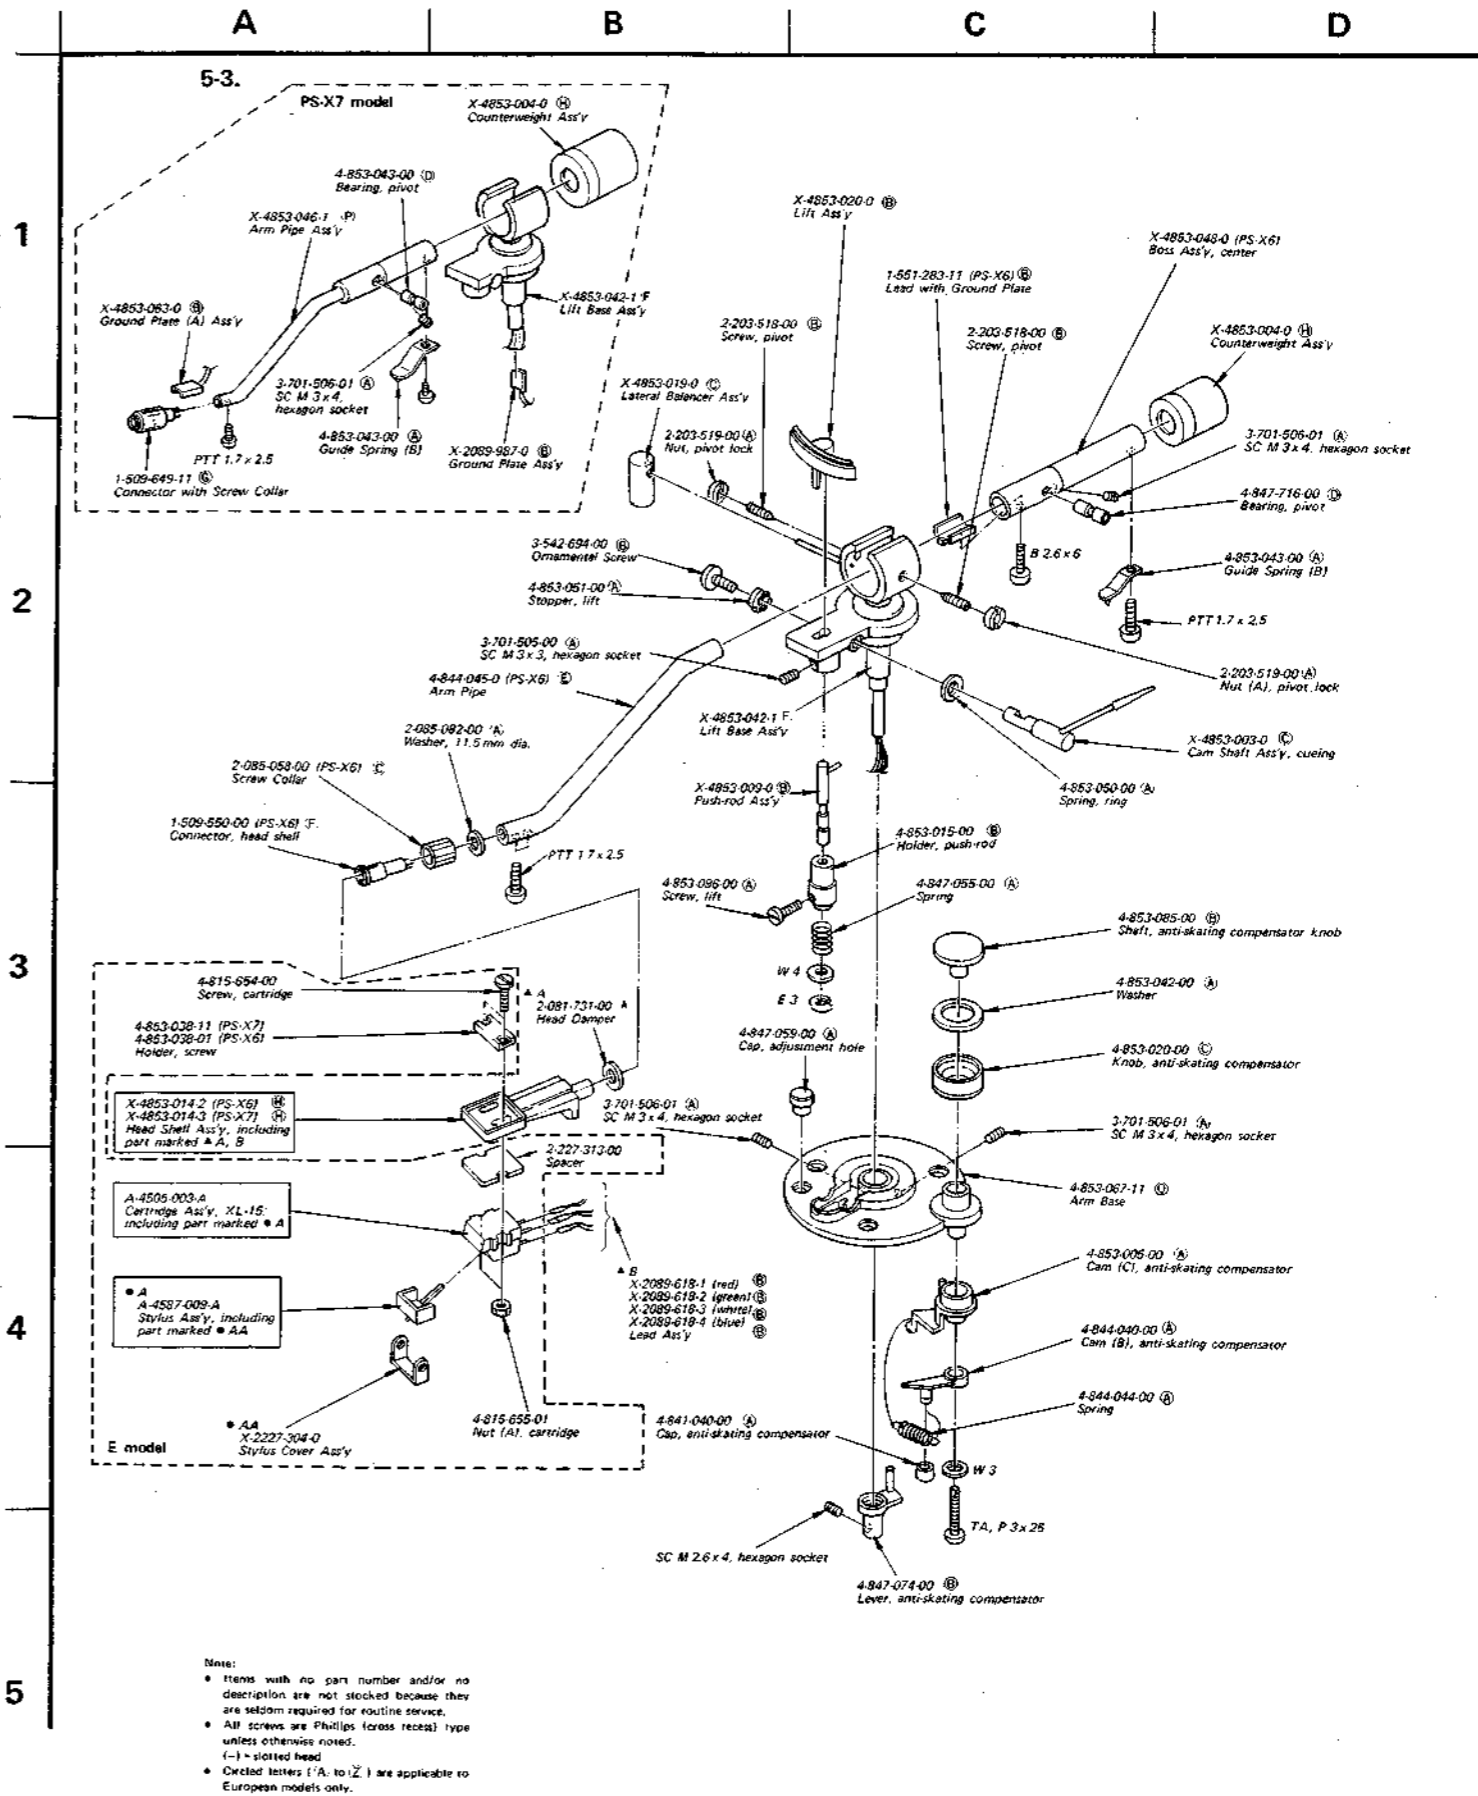 A
B
C
D
1
2
3
4
5
5-3.
PS-X7 model
X-4853-004-0 Ⓗ
Counterweight Ass'y
4-853-043-00 Ⓓ
Bearing, pivot
X-4853-046-1 (P)
Arm Pipe Ass'y
X-4853-063-0 Ⓑ
Ground Plate (A) Ass'y
X-4853-042-1 F
Lift Base Ass'y
3-701-506-01 Ⓐ
SC M 3 x 4,
hexagon socket
4-853-043-00 Ⓐ
Guide Spring (B)
X-2089-987-0 Ⓑ
Ground Plate Ass'y
PTT 1.7 x 2.5
1-509-649-11 Ⓖ
Connector with Screw Collar
X-4853-020-0 Ⓑ
Lift Ass'y
X-4853-048-0 (PS-X6)
Boss Ass'y, center
1-551-283-11 (PS-X6) Ⓑ
Lead with Ground Plate
2-203-518-00 Ⓑ
Screw, pivot
2-203-518-00 Ⓑ
Screw, pivot
X-4853-004-0 Ⓗ
Counterweight Ass'y
X-4853-019-0 Ⓒ
Lateral Balancer Ass'y
2-203-519-00 Ⓐ
Nut, pivot lock
3-701-506-01 Ⓐ
SC M 3 x 4, hexagon socket
4-847-716-00 Ⓓ
Bearing, pivot
3-542-694-00 Ⓑ
Ornamental Screw
B 2.6 x 6
4-853-043-00 Ⓐ
Guide Spring (B)
4-853-051-00 Ⓐ
Stopper, lift
PTT 1.7 x 2.5
3-701-505-00 Ⓐ
SC M 3 x 3, hexagon socket
4-844-045-0 (PS-X6) Ⓔ
Arm Pipe
2-203-519-00 Ⓐ
Nut (A), pivot lock
X-4853-042-1 F
Lift Base Ass'y
2-085-082-00 (A)
Washer, 11.5 mm dia.
X-4853-003-0 Ⓒ
Cam Shaft Ass'y, cueing
2-085-058-00 (PS-X6) Ⓒ
Screw Collar
X-4853-009-0 Ⓑ
Push-rod Ass'y
4-853-050-00 Ⓐ
Spring, ring
1-509-550-00 (PS-X6) F
Connector, head shell
4-853-015-00 Ⓑ
Holder, push-rod
PTT 1.7 x 2.5
4-853-096-00 Ⓐ
Screw, lift
4-847-055-00 Ⓐ
Spring
4-853-085-00 Ⓑ
Shaft, anti-skating compensator knob
W 4
E 3
4-815-654-00
Screw, cartridge
▲ A
2-081-731-00 A
Head Damper
4-853-042-00 Ⓐ
Washer
4-853-038-11 (PS-X7)
4-853-038-01 (PS-X6)
Holder, screw
4-847-059-00 Ⓐ
Cap, adjustment hole
4-853-020-00 Ⓒ
Knob, anti-skating compensator
X-4853-014-2 (PS-X6) Ⓗ
X-4853-014-3 (PS-X7) Ⓗ
Head Shell Ass'y, including
part marked ▲ A, B
3-701-506-01 Ⓐ
SC M 3 x 4, hexagon socket
3-701-506-01 Ⓐ
SC M 3 x 4, hexagon socket
2-227-313-00
Spacer
A-4505-003-A
Cartridge Ass'y, XL-15;
including part marked ● A
4-853-067-11 Ⓓ
Arm Base
▲ B
X-2089-618-1 (red) Ⓑ
X-2089-618-2 (green) Ⓑ
X-2089-618-3 (white) Ⓑ
X-2089-618-4 (blue) Ⓑ
Lead Ass'y
4-853-005-00 Ⓐ
Cam (C), anti-skating compensator
● A
A-4587-009-A
Stylus Ass'y, including
part marked ● AA
4-844-040-00 Ⓐ
Cam (B), anti-skating compensator
4-844-044-00 Ⓐ
Spring
● AA
X-2227-304-0
Stylus Cover Ass'y
4-815-655-01
Nut (A), cartridge
4-841-040-00 Ⓐ
Cap, anti-skating compensator
E model
W 3
TA, P 3 x 25
SC M 2.6 x 4, hexagon socket
4-847-074-00 Ⓑ
Lever, anti-skating compensator
Note:
• Items with no part number and/or no
description are not stocked because they
are seldom required for routine service.
• All screws are Phillips (cross recess) type
unless otherwise noted.
(–) = slotted head
• Circled letters (Ⓐ to Ⓩ) are applicable to
European models only.